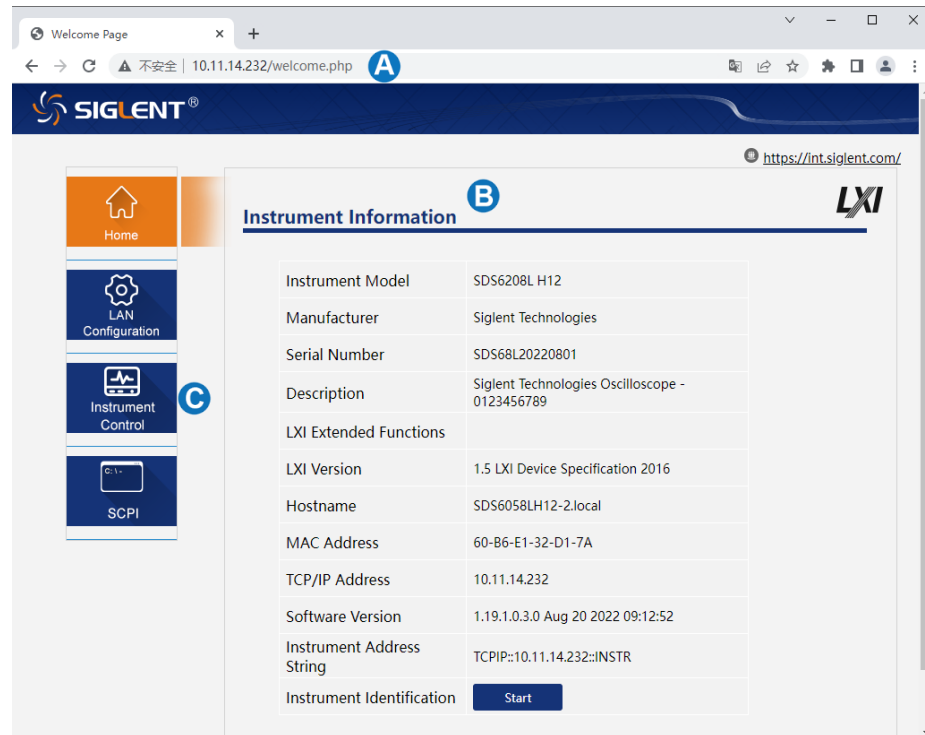 Welcome Page
不安全 | 10.11.14.232/welcome.php
A
SIGLENT®
https://int.siglent.com/
Home
B
Instrument Information
LXI
LAN
Configuration
Instrument
Control
C
C:\-
SCPI
Instrument Model SDS6208L H12
Manufacturer Siglent Technologies
Serial Number SDS68L20220801
Description Siglent Technologies Oscilloscope -
0123456789
LXI Extended Functions
LXI Version 1.5 LXI Device Specification 2016
Hostname SDS6058LH12-2.local
MAC Address 60-B6-E1-32-D1-7A
TCP/IP Address 10.11.14.232
Software Version 1.19.1.0.3.0 Aug 20 2022 09:12:52
Instrument Address
String TCPIP::10.11.14.232::INSTR
Instrument Identification Start